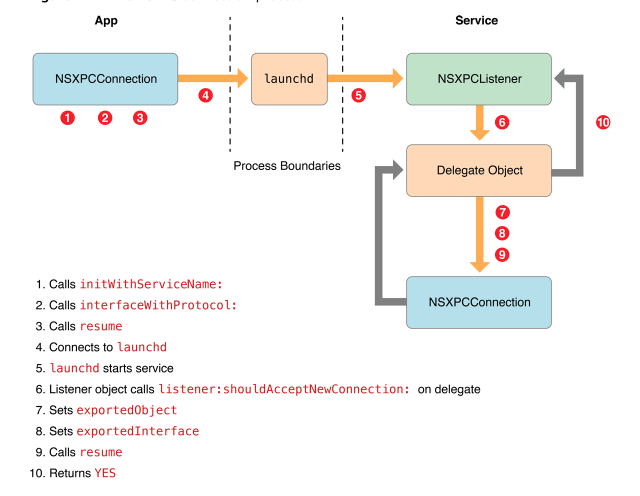 App
Service
NSXPCConnection
launchd
NSXPCListener
1
2
3
4
5
6
10
Process Boundaries
Delegate Object
7
8
9
NSXPCConnection
1. Calls initWithServiceName:
2. Calls interfaceWithProtocol:
3. Calls resume
4. Connects to launchd
5. launchd starts service
6. Listener object calls listener:shouldAcceptNewConnection: on delegate
7. Sets exportedObject
8. Sets exportedInterface
9. Calls resume
10. Returns YES